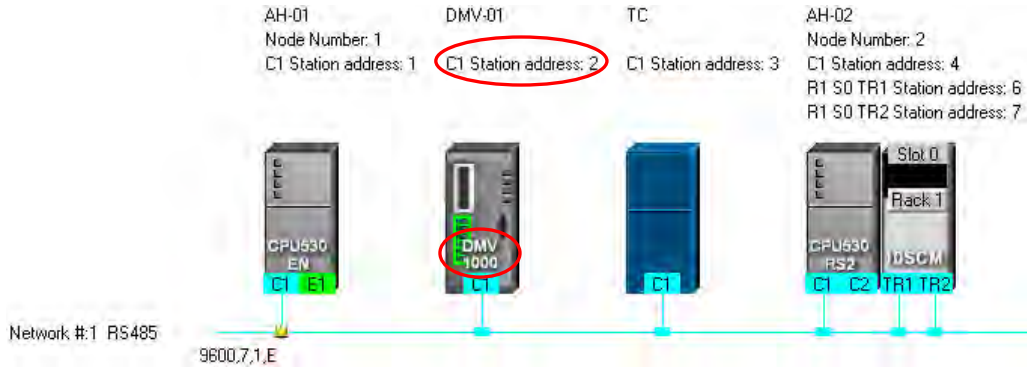 AH-01
Node Number: 1
C1 Station address: 1
DMV-01
C1 Station address: 2
TC
C1 Station address: 3
AH-02
Node Number: 2
C1 Station address: 4
R1 S0 TR1 Station address: 6
R1 S0 TR2 Station address: 7
CPU530
EN
C1 E1
DMV
1000
C1
C1
CPU530
RS2
C1 C2
Slot 0
Rack 1
10SCM
TR1 TR2
Network #:1 RS485
9600,7,1,E